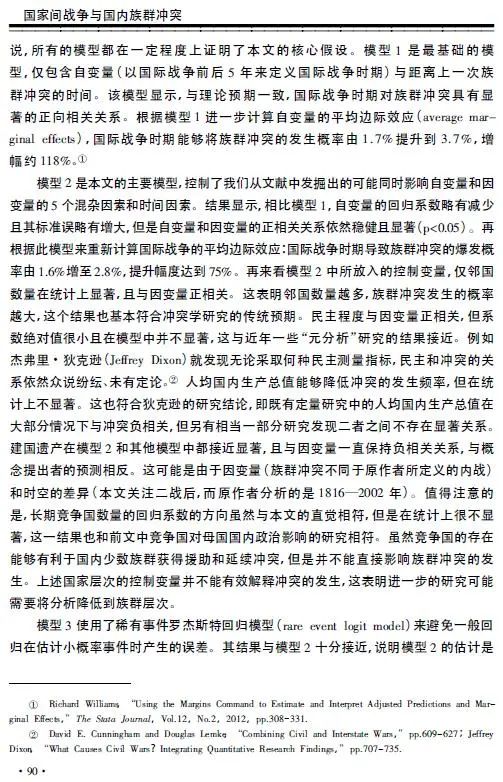 国家间战争与国内族群冲突
说,所有的模型都在一定程度上证明了本文的核心假设。模型 1 是最基础的模
型,仅包含自变量(以国际战争前后 5 年来定义国际战争时期)与距离上一次族
群冲突的时间。该模型显示,与理论预期一致,国际战争时期对族群冲突具有显
著的正向相关关系。根据模型 1 进一步计算自变量的平均边际效应(average mar-
ginal effects),国际战争时期能够将族群冲突的发生概率由 1.7%提升到 3.7%,增
幅约 118%。①
模型 2 是本文的主要模型,控制了我们从文献中发掘出的可能同时影响自变量和因
变量的 5 个混杂因素和时间因素。结果显示,相比模型 1,自变量的回归系数略有减少
且其标准误略有增大,但是自变量和因变量的正相关关系依然稳健且显著(p<0.05)。再
根据此模型来重新计算国际战争的平均边际效应:国际战争时期导致族群冲突的爆发概
率由 1.6%增至 2.8%,提升幅度达到 75%。再来看模型 2 中所放入的控制变量,仅邻国
数量在统计上显著,且与因变量正相关。这表明邻国数量越多,族群冲突发生的概率
越大,这个结果也基本符合冲突学研究的传统预期。民主程度与因变量正相关,但系
数绝对值很小且在模型中并不显著,这与近年一些“元分析”研究的结果接近。例如
杰弗里·狄克逊(Jeffrey Dixon)就发现无论采取何种民主测量指标,民主和冲突的关
系依然众说纷纭、未有定论。② 人均国内生产总值能够降低冲突的发生频率,但在统
计上不显著。这也符合狄克逊的研究结论,即既有定量研究中的人均国内生产总值在
大部分情况下与冲突负相关,但另有相当一部分研究发现二者之间不存在显著关系。
建国遗产在模型 2 和其他模型中都接近显著,且与因变量一直保持负相关关系,与概
念提出者的预测相反。这可能是由于因变量(族群冲突不同于原作者所定义的内战)
和时空的差异(本文关注二战后,而原作者分析的是 1816—2002 年)。值得注意的
是,长期竞争国数量的回归系数的方向虽然与本文的直觉相符,但是在统计上很不显
著,这一结果也和前文中竞争国对母国国内政治影响的研究相符。虽然竞争国的存在
能够有利于国内少数族群获得援助和延续冲突,但是并不能直接影响族群冲突的发
生。上述国家层次的控制变量并不能有效解释冲突的发生,这表明进一步的研究可能
需要将分析降低到族群层次。
模型 3 使用了稀有事件罗杰斯特回归模型(rare event logit model)来避免一般回
归在估计小概率事件时产生的误差。其结果与模型 2 十分接近,说明模型 2 的估计是
① Richard Williams, “Using the Margins Command to Estimate and Interpret Adjusted Predictions and Mar-
ginal Effects,” The Stata Journal, Vol.12, No.2, 2012, pp.308-331.
② David E. Cunningham and Douglas Lemke, “Combining Civil and Interstate Wars,” pp.609-627; Jeffrey
Dixon, “What Causes Civil Wars? Integrating Quantitative Research Findings,” pp.707-735.
·90·